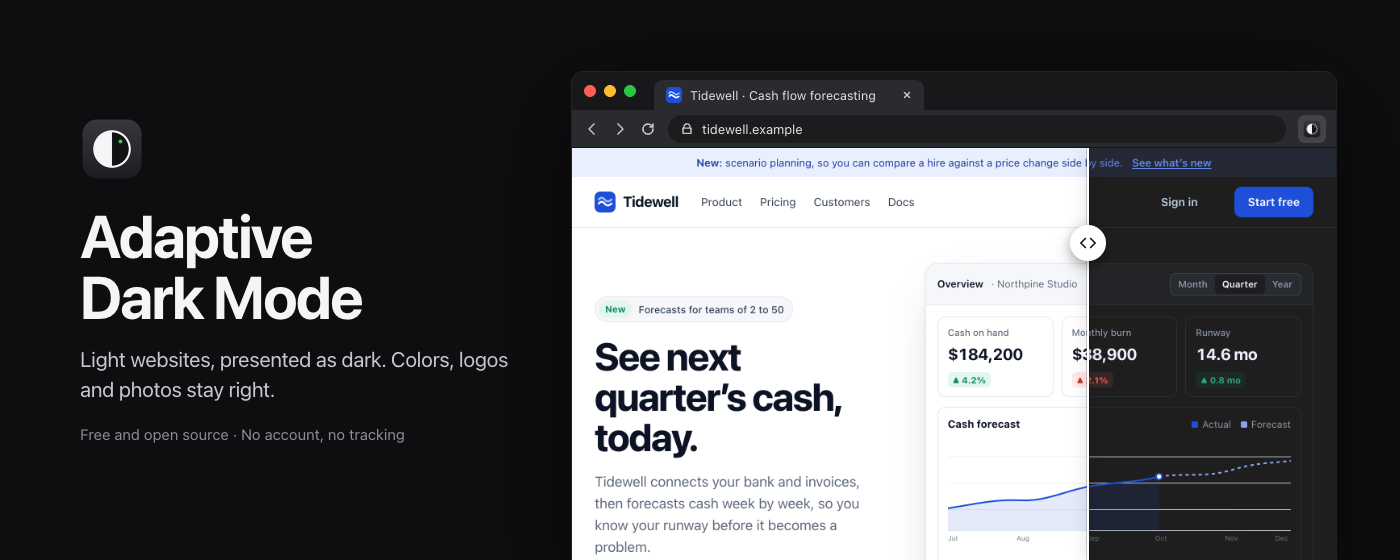 Adaptive
Dark Mode
Light websites, presented as dark. Colors, logos
and photos stay right.
Free and open source · No account, no tracking
Tidewell · Cash flow forecasting
tidewell.example
New: scenario planning, so you can compare a hire against a price change side by side. See what's new
Tidewell Product Pricing Customers Docs Sign in Start free
New Forecasts for teams of 2 to 50
See next
quarter's cash,
today.
Tidewell connects your bank and invoices,
then forecasts cash week by week, so you
know your runway before it becomes a
problem.
Overview · Northpine Studio Month Quarter Year
Cash on hand Monthly burn Runway
$184,200 $38,900 14.6 mo
▲ 4.2% ▲ 2.1% ▲ 0.8 mo
Cash forecast Actual Forecast
Jul Aug Sep Oct Nov Dec